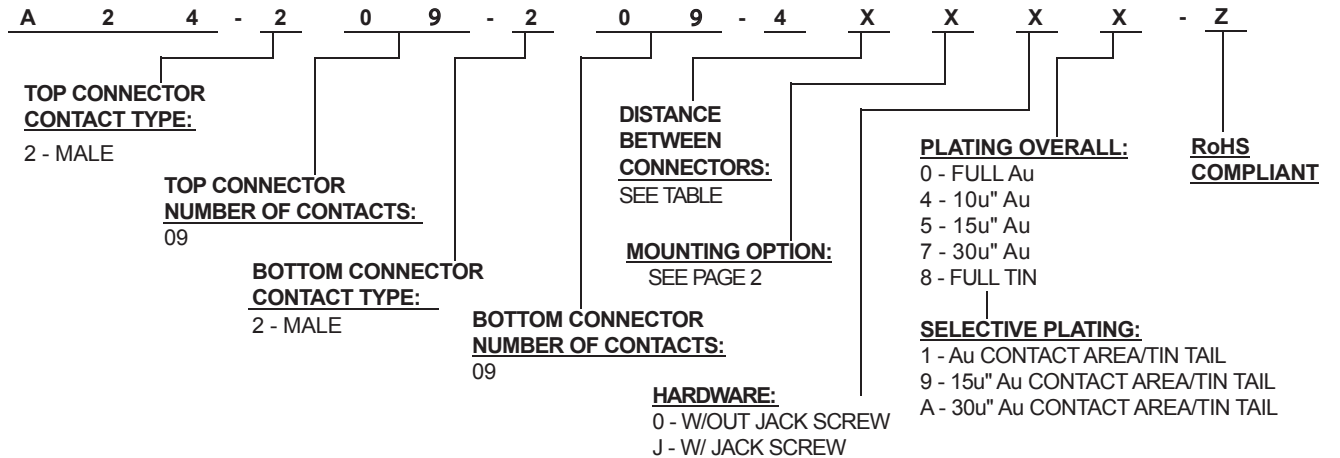 A 2 4 - 2 0 9 - 2 0 9 - 4 X X X X - Z
TOP CONNECTOR
CONTACT TYPE:
2 - MALE
TOP CONNECTOR
NUMBER OF CONTACTS:
09
BOTTOM CONNECTOR
CONTACT TYPE:
2 - MALE
BOTTOM CONNECTOR
NUMBER OF CONTACTS:
09
DISTANCE
BETWEEN
CONNECTORS:
SEE TABLE
MOUNTING OPTION:
SEE PAGE 2
HARDWARE:
0 - W/OUT JACK SCREW
J - W/ JACK SCREW
PLATING OVERALL:
0 - FULL Au
4 - 10u" Au
5 - 15u" Au
7 - 30u" Au
8 - FULL TIN
SELECTIVE PLATING:
1 - Au CONTACT AREA/TIN TAIL
9 - 15u" Au CONTACT AREA/TIN TAIL
A - 30u" Au CONTACT AREA/TIN TAIL
RoHS
COMPLIANT